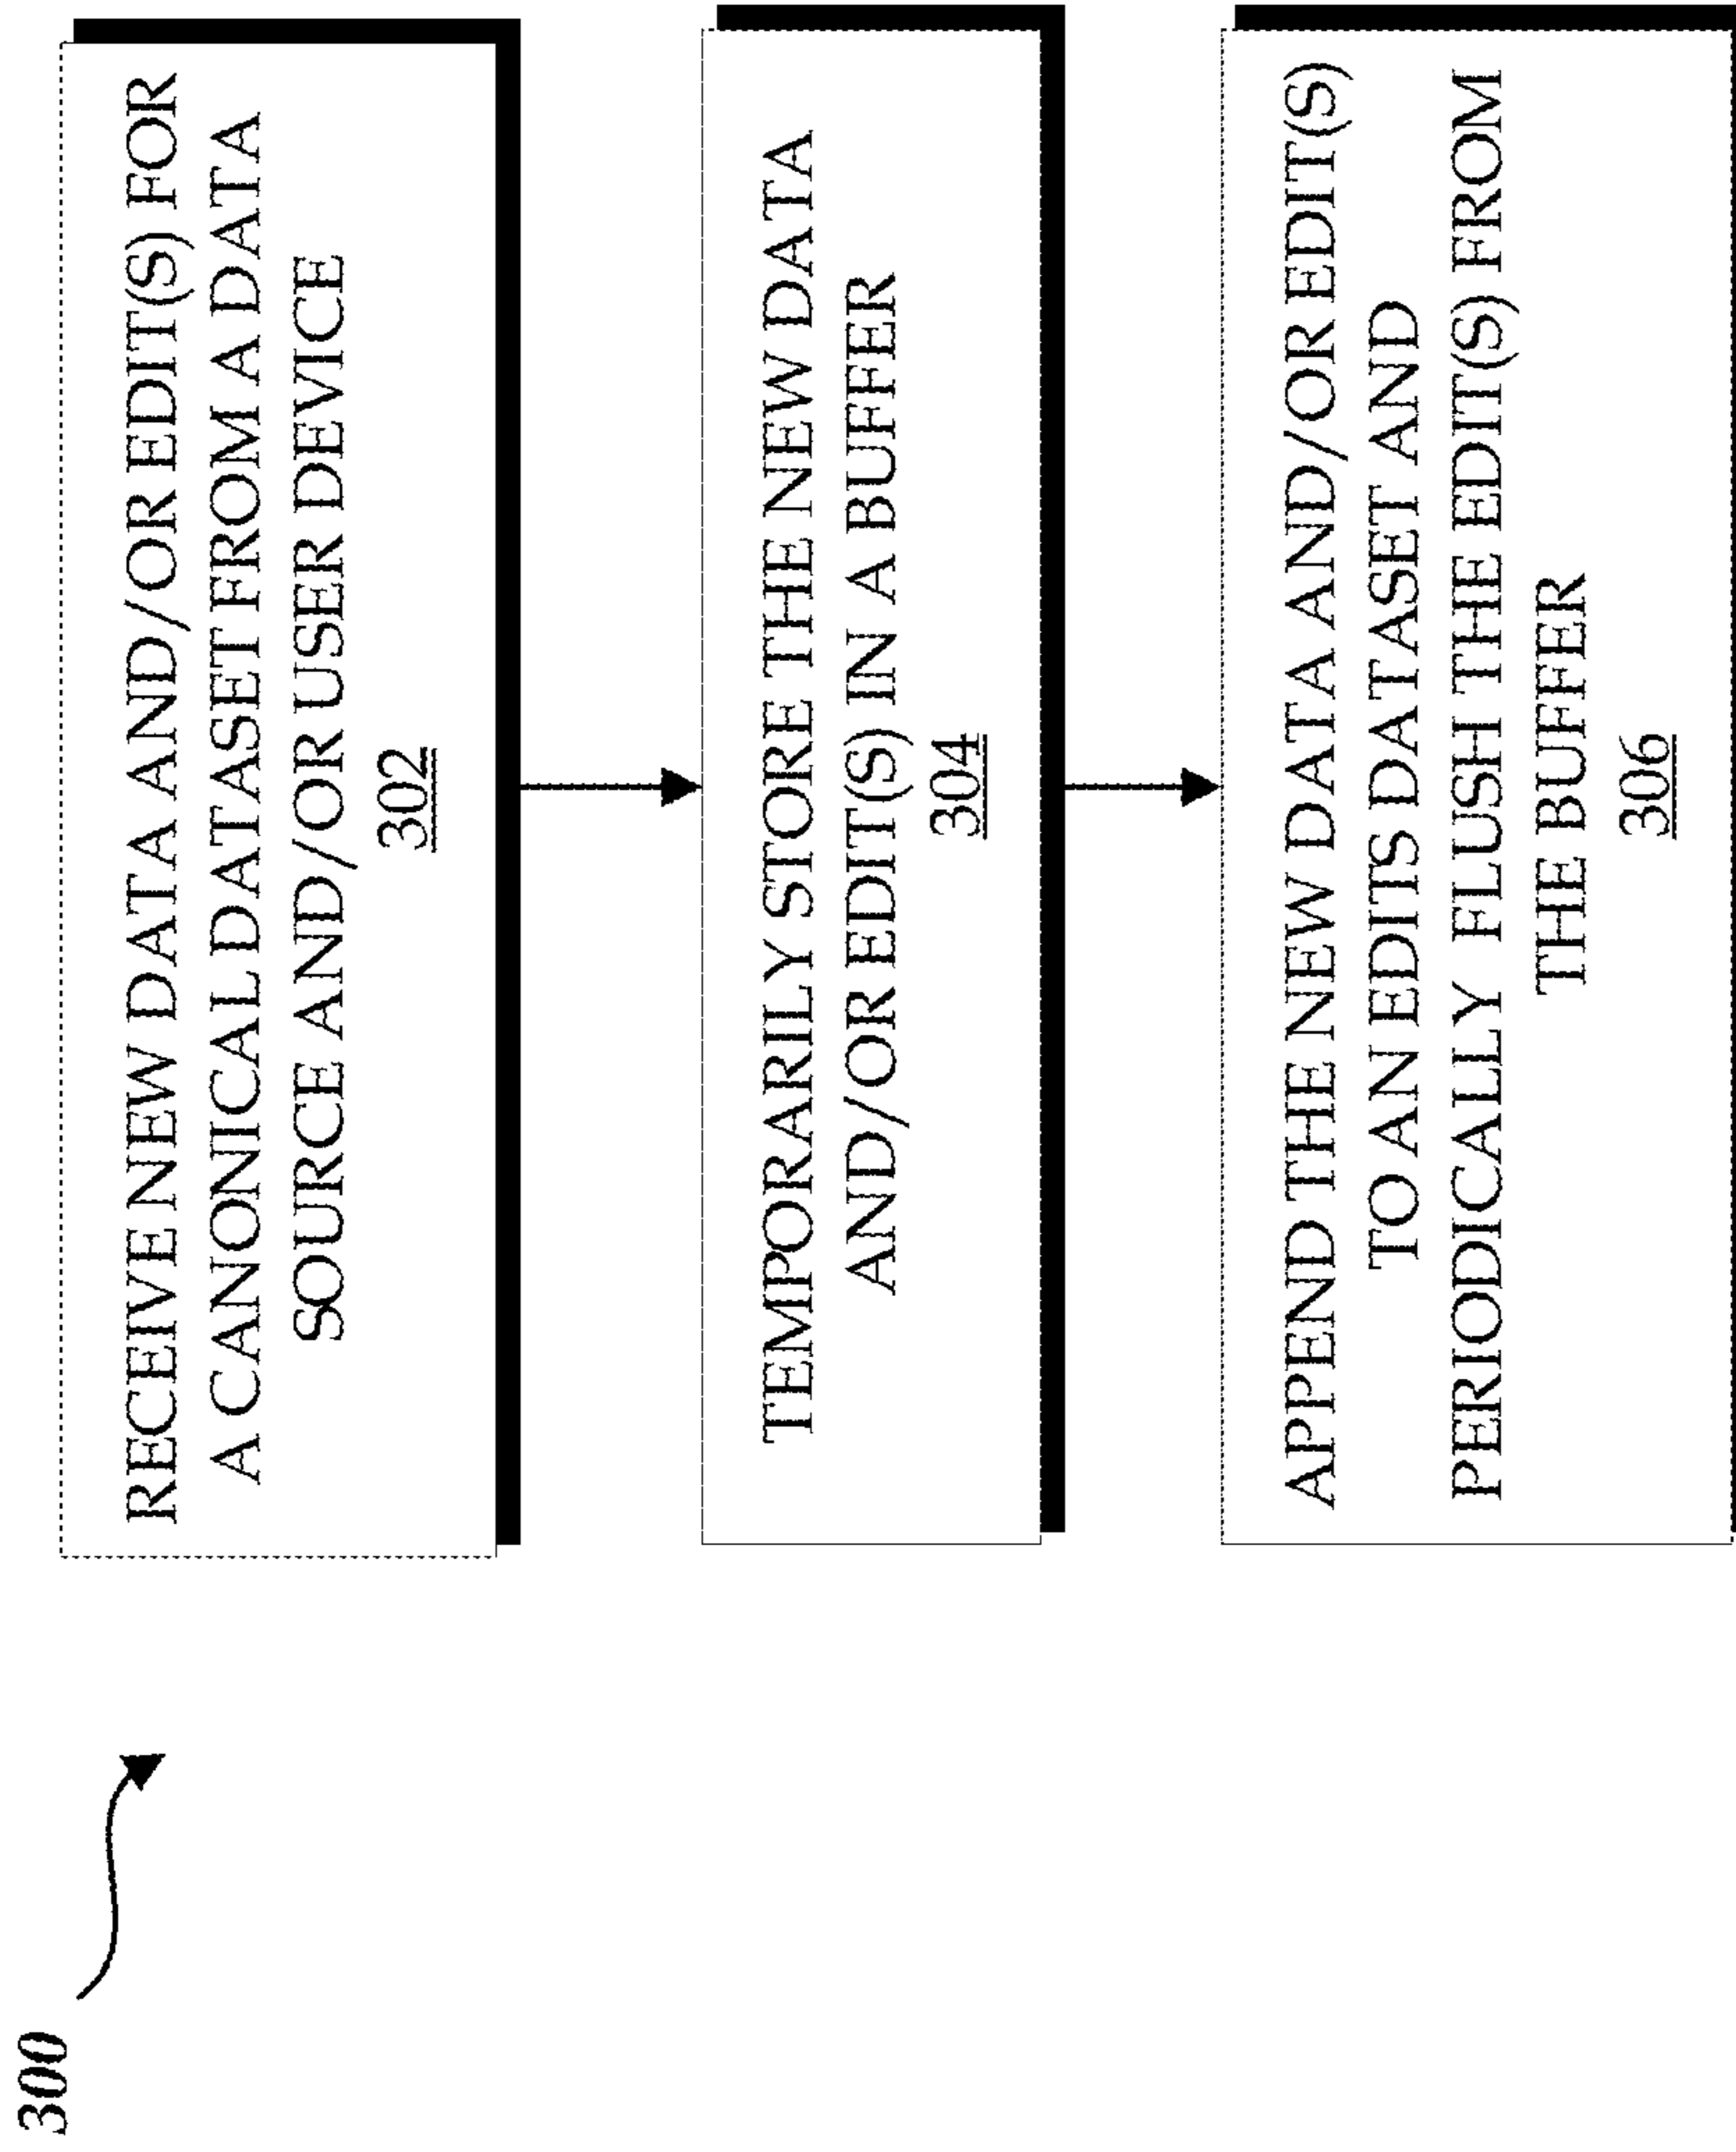 300
RECEIVE NEW DATA AND/OR EDIT(S) FOR
A CANONICAL DATASET FROM A DATA
SOURCE AND/OR USER DEVICE
302
TEMPORARILY STORE THE NEW DATA
AND/OR EDIT(S) IN A BUFFER
304
APPEND THE NEW DATA AND/OR EDIT(S)
TO AN EDITS DATASET AND
PERIODICALLY FLUSH THE EDIT(S) FROM
THE BUFFER
306